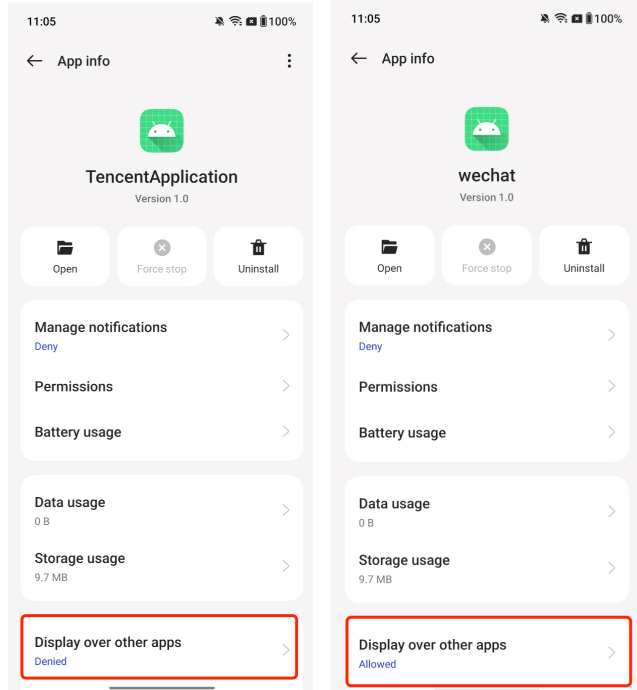 11:05
100%
App info
TencentApplication
Version 1.0
Open
Force stop
Uninstall
Manage notifications
Deny
Permissions
Battery usage
Data usage
0 B
Storage usage
9.7 MB
Display over other apps
Denied
11:05
100%
App info
wechat
Version 1.0
Open
Force stop
Uninstall
Manage notifications
Deny
Permissions
Battery usage
Data usage
0 B
Storage usage
9.7 MB
Display over other apps
Allowed